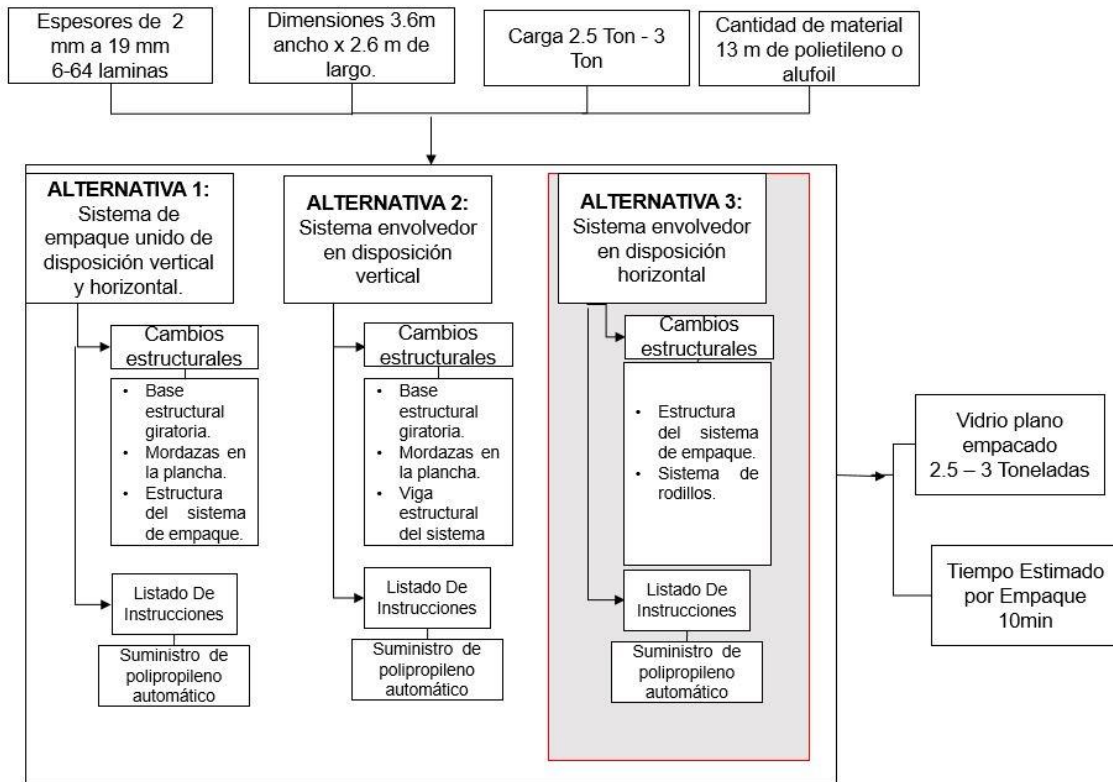 Espesores de 2
mm a 19 mm
6-64 laminas
Dimensiones 3.6m
ancho x 2.6 m de
largo.
Carga 2.5 Ton - 3
Ton
Cantidad de material
13 m de polietileno o
alufoil
ALTERNATIVA 1:
Sistema de
empaque unido de
disposición vertical
y horizontal.
Cambios
estructurales
• Base
estructural
giratoria.
• Mordazas en
la plancha.
• Estructura
del sistema
de empaque.
Listado De
Instrucciones
Suministro de
polipropileno
automático
ALTERNATIVA 2:
Sistema envolvedor
en disposición
vertical
Cambios
estructurales
• Base
estructural
giratoria.
• Mordazas en
la plancha.
• Viga
estructural
del sistema
Listado De
Instrucciones
Suministro de
polipropileno
automático
ALTERNATIVA 3:
Sistema envolvedor
en disposición
horizontal
Cambios
estructurales
• Estructura
del sistema
de empaque.
• Sistema de
rodillos.
Listado De
Instrucciones
Suministro de
polipropileno
automático
Vidrio plano
empacado
2.5 – 3 Toneladas
Tiempo Estimado
por Empaque
10min